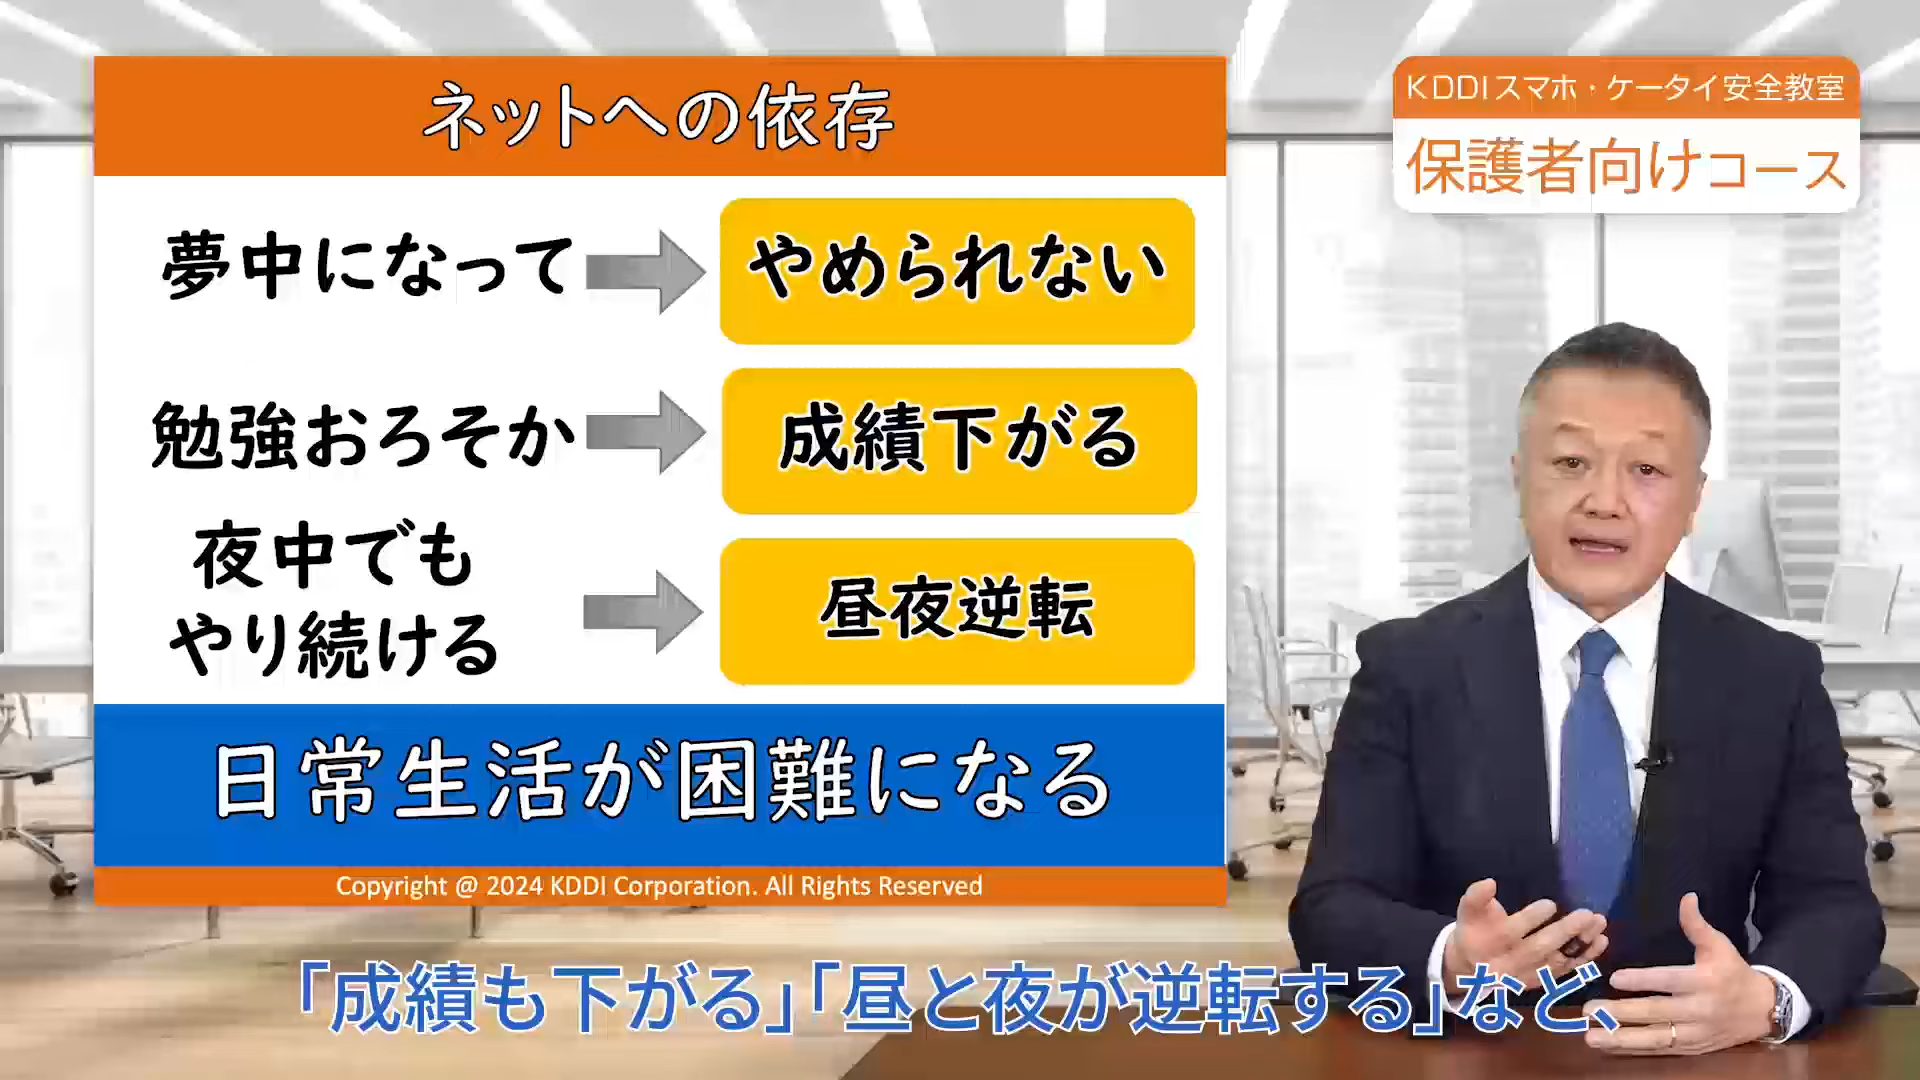 ネットへの依存
夢中になって
やめられない
勉強おろそか
成績下がる
夜中でも
やり続ける
昼夜逆転
日常生活が困難になる
Copyright @ 2024 KDDI Corporation. All Rights Reserved
KDDIスマホ・ケータイ安全教室
保護者向けコース
「成績も下がる」「昼と夜が逆転する」など、